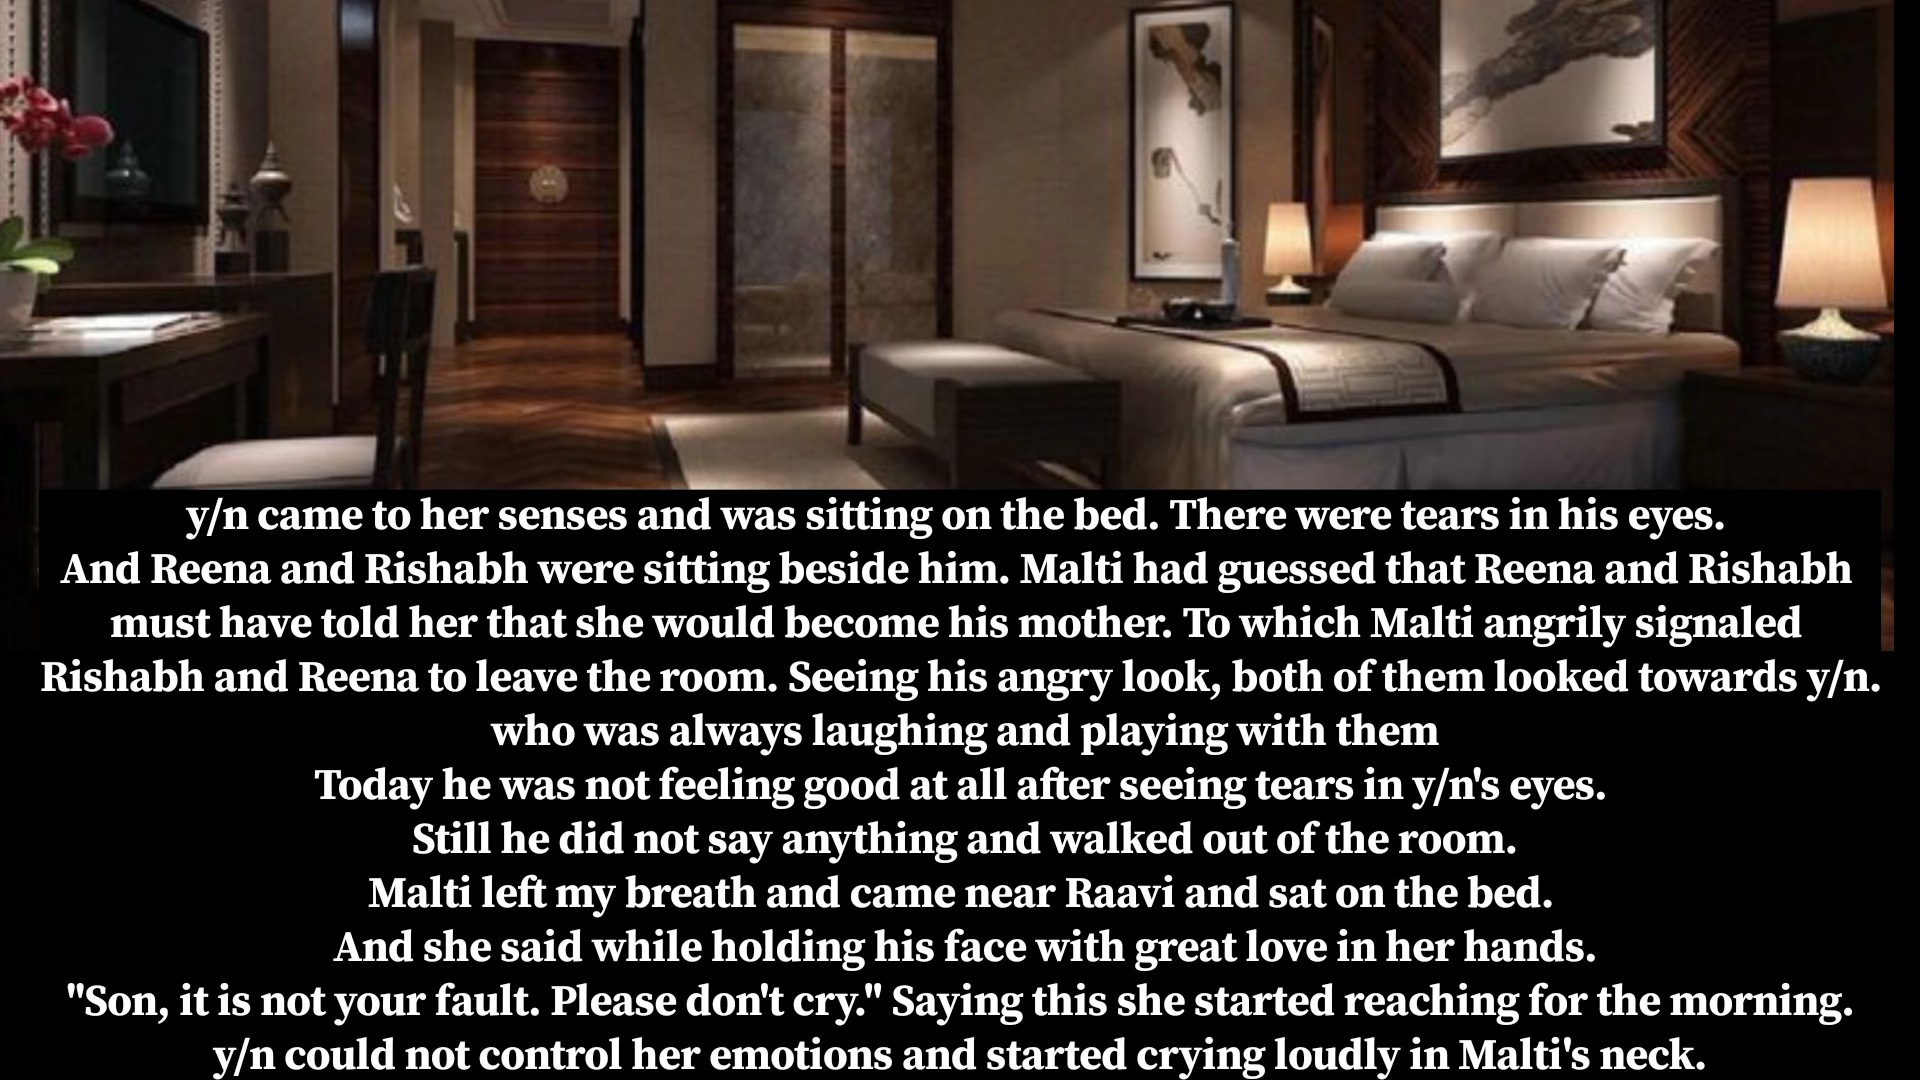 y/n came to her senses and was sitting on the bed. There were tears in his eyes.
And Reena and Rishabh were sitting beside him. Malti had guessed that Reena and Rishabh
must have told her that she would become his mother. To which Malti angrily signaled
Rishabh and Reena to leave the room. Seeing his angry look, both of them looked towards y/n.
who was always laughing and playing with them
Today he was not feeling good at all after seeing tears in y/n's eyes.
Still he did not say anything and walked out of the room.
Malti left my breath and came near Raavi and sat on the bed.
And she said while holding his face with great love in her hands.
"Son, it is not your fault. Please don't cry." Saying this she started reaching for the morning.
y/n could not control her emotions and started crying loudly in Malti's neck.